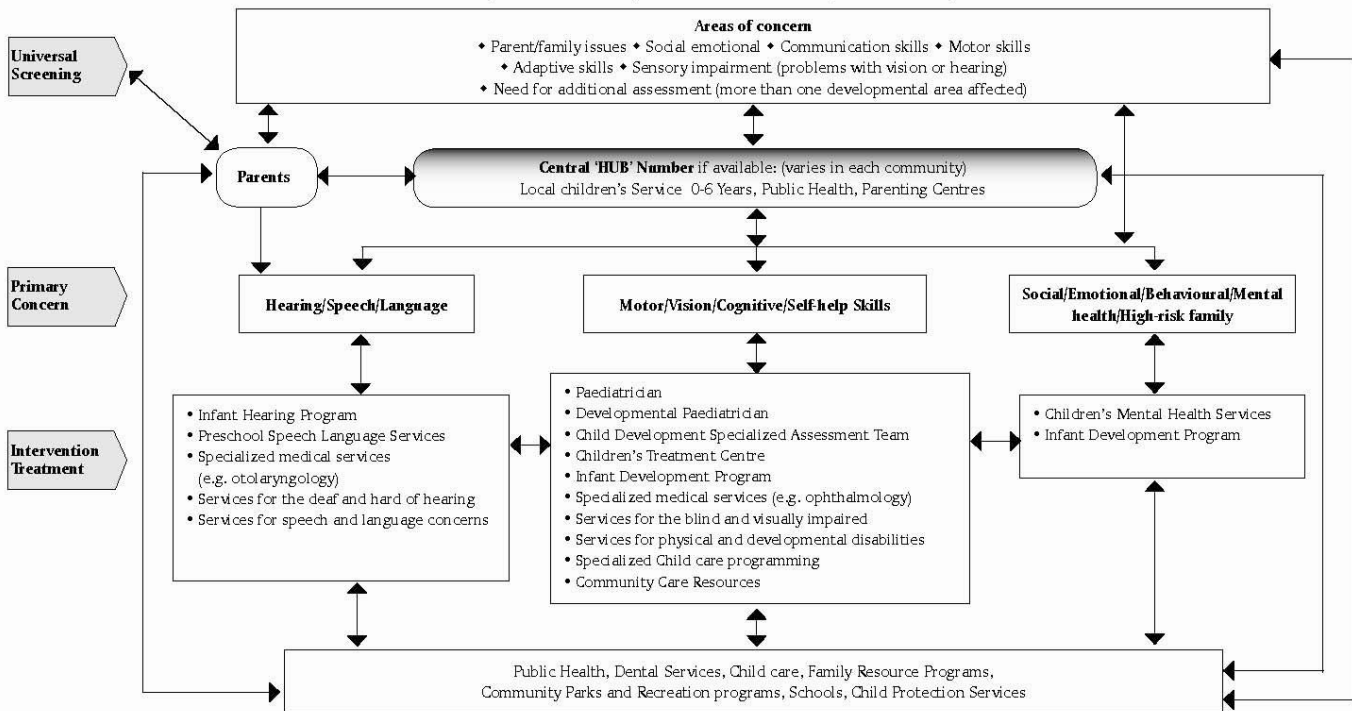 Areas of concern
◆ Parent/family issues ◆ Social emotional ◆ Communication skills ◆ Motor skills
◆ Adaptive skills ◆ Sensory impairment (problems with vision or hearing)
◆ Need for additional assessment (more than one developmental area affected)
Universal
Screening
Parents
Central 'HUB' Number if available: (varies in each community)
Local children's Service 0-6 Years, Public Health, Parenting Centres
Primary
Concern
Hearing/Speech/Language
Motor/Vision/Cognitive/Self-help Skills
Social/Emotional/Behavioural/Mental
health/High-risk family
Intervention
Treatment
• Infant Hearing Program
• Preschool Speech Language Services
• Specialized medical services
(e.g. otolaryngology)
• Services for the deaf and hard of hearing
• Services for speech and language concerns
• Paediatrician
• Developmental Paediatrician
• Child Development Specialized Assessment Team
• Children's Treatment Centre
• Infant Development Program
• Specialized medical services (e.g. ophthalmology)
• Services for the blind and visually impaired
• Services for physical and developmental disabilities
• Specialized Child care programming
• Community Care Resources
• Children's Mental Health Services
• Infant Development Program
Public Health, Dental Services, Child care, Family Resource Programs,
Community Parks and Recreation programs, Schools, Child Protection Services